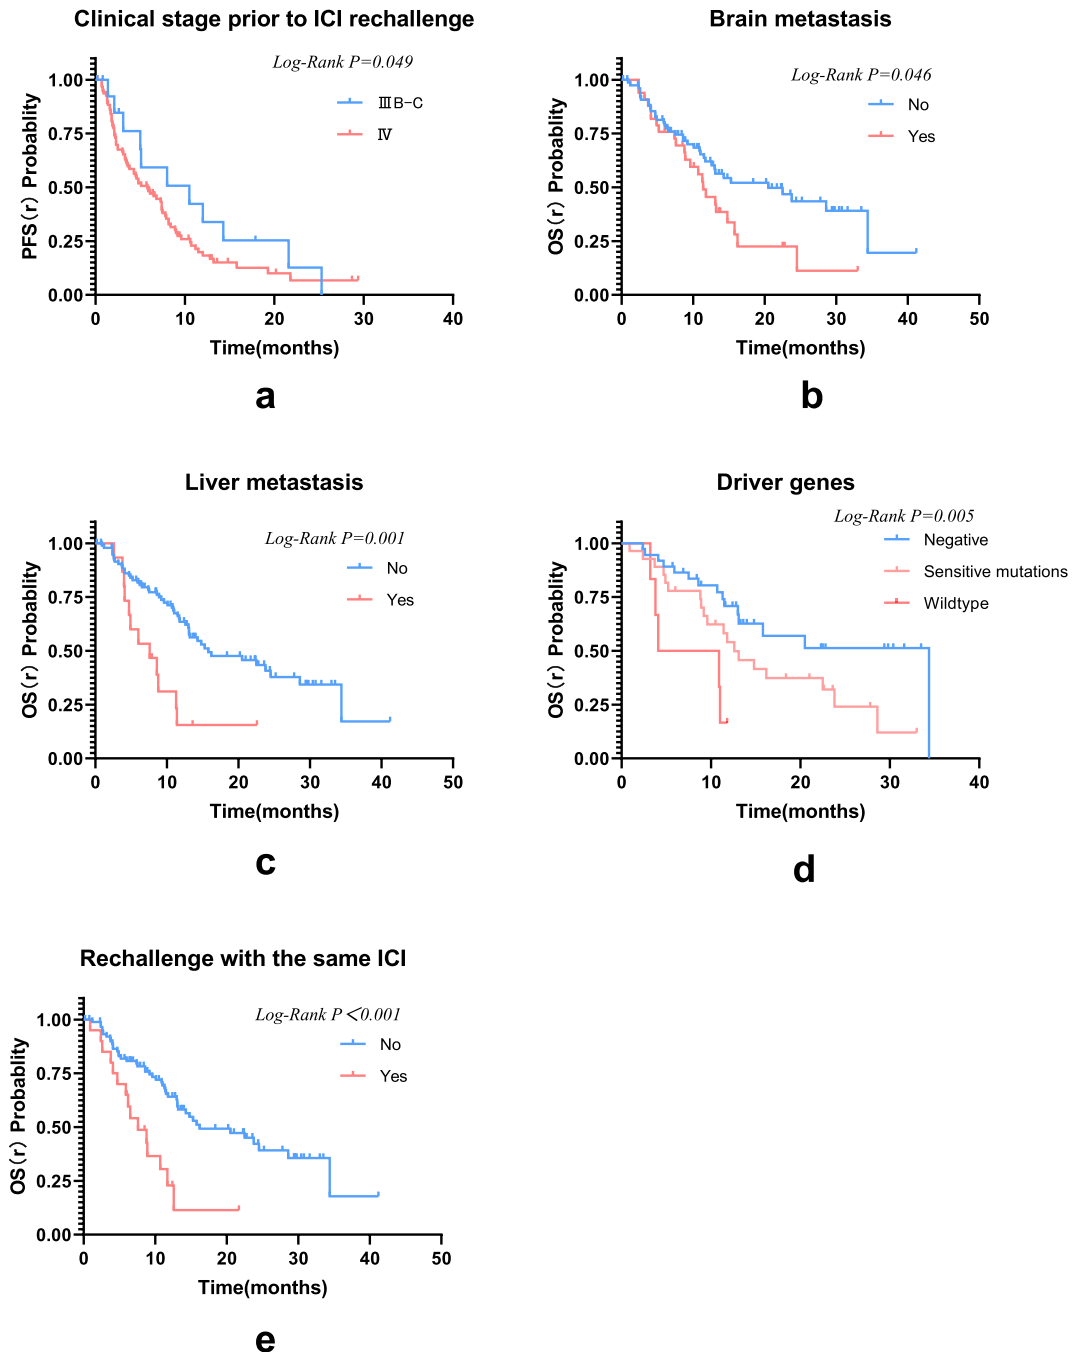 Clinical stage prior to ICI rechallenge
Log-Rank P=0.049
ⅢB-C
Ⅳ
PFS(r) Probablity
1.00
0.75
0.50
0.25
0.00
0 10 20 30 40
Time(months)
a
Brain metastasis
Log-Rank P=0.046
No
Yes
OS(r) Probablity
1.00
0.75
0.50
0.25
0.00
0 10 20 30 40 50
Time(months)
b
Liver metastasis
Log-Rank P=0.001
No
Yes
OS(r) Probablity
1.00
0.75
0.50
0.25
0.00
0 10 20 30 40 50
Time(months)
c
Driver genes
Log-Rank P=0.005
Negative
Sensitive mutations
Wildtype
OS(r) Probablity
1.00
0.75
0.50
0.25
0.00
0 10 20 30 40
Time(months)
d
Rechallenge with the same ICI
Log-Rank P＜0.001
No
Yes
OS(r) Probablity
1.00
0.75
0.50
0.25
0.00
0 10 20 30 40 50
Time(months)
e